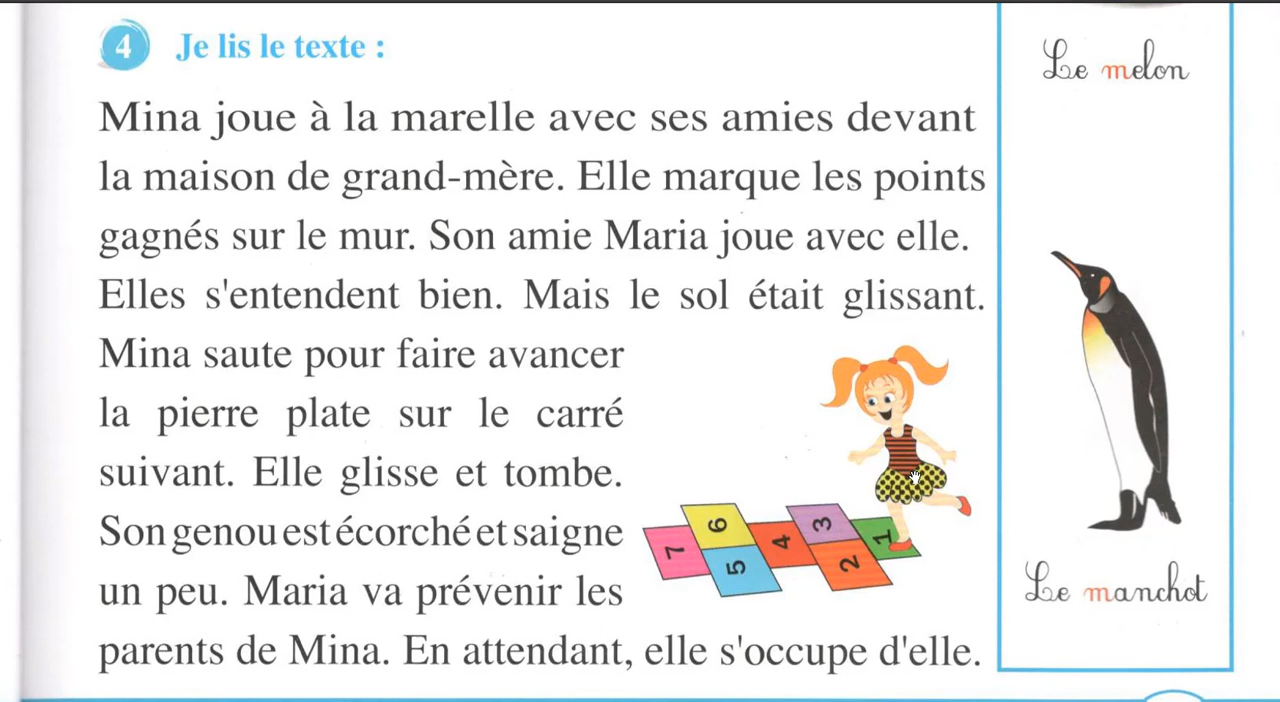 4 Je lis le texte :
Mina joue à la marelle avec ses amies devant
la maison de grand-mère. Elle marque les points
gagnés sur le mur. Son amie Maria joue avec elle.
Elles s'entendent bien. Mais le sol était glissant.
Mina saute pour faire avancer
la pierre plate sur le carré
suivant. Elle glisse et tombe.
Son genou est écorché et saigne
un peu. Maria va prévenir les
parents de Mina. En attendant, elle s'occupe d'elle.
7
6
5
4
3
2
1
Le melon
Le manchot